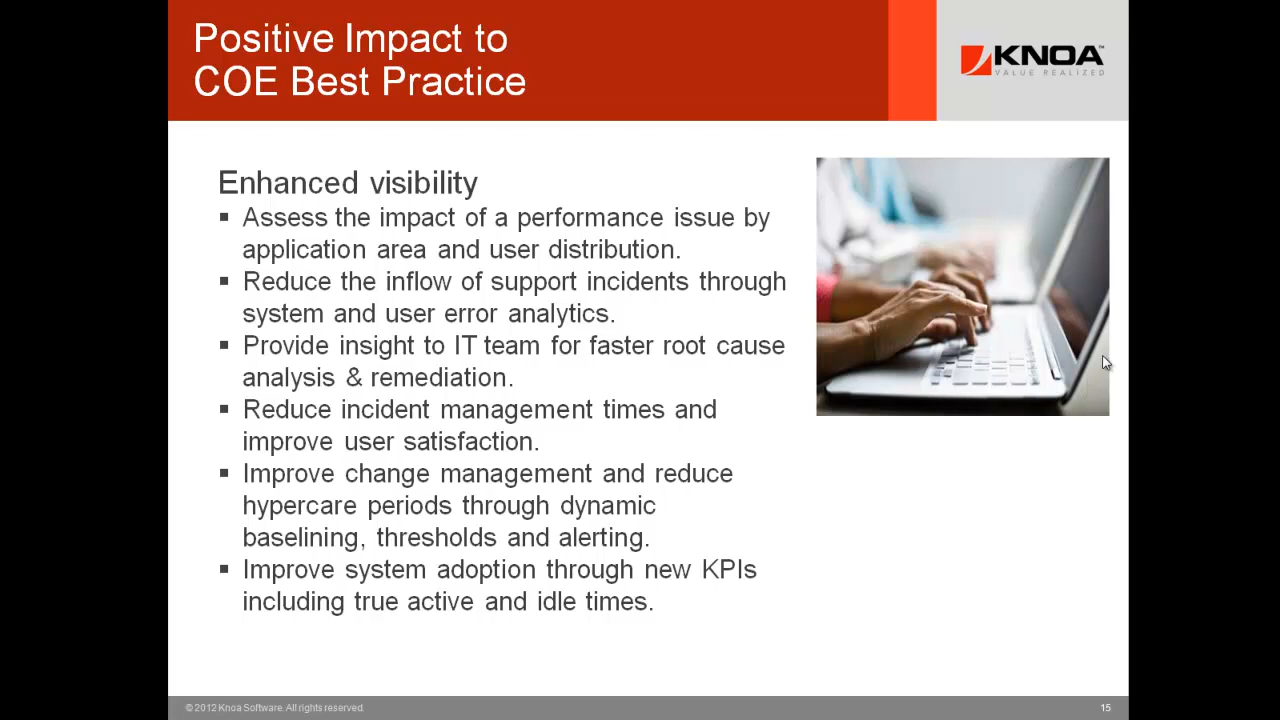 Positive Impact to
COE Best Practice
KNOA™
VALUE REALIZED
Enhanced visibility
▪ Assess the impact of a performance issue by
application area and user distribution.
▪ Reduce the inflow of support incidents through
system and user error analytics.
▪ Provide insight to IT team for faster root cause
analysis & remediation.
▪ Reduce incident management times and
improve user satisfaction.
▪ Improve change management and reduce
hypercare periods through dynamic
baselining, thresholds and alerting.
▪ Improve system adoption through new KPIs
including true active and idle times.
© 2012 Knoa Software. All rights reserved.
15